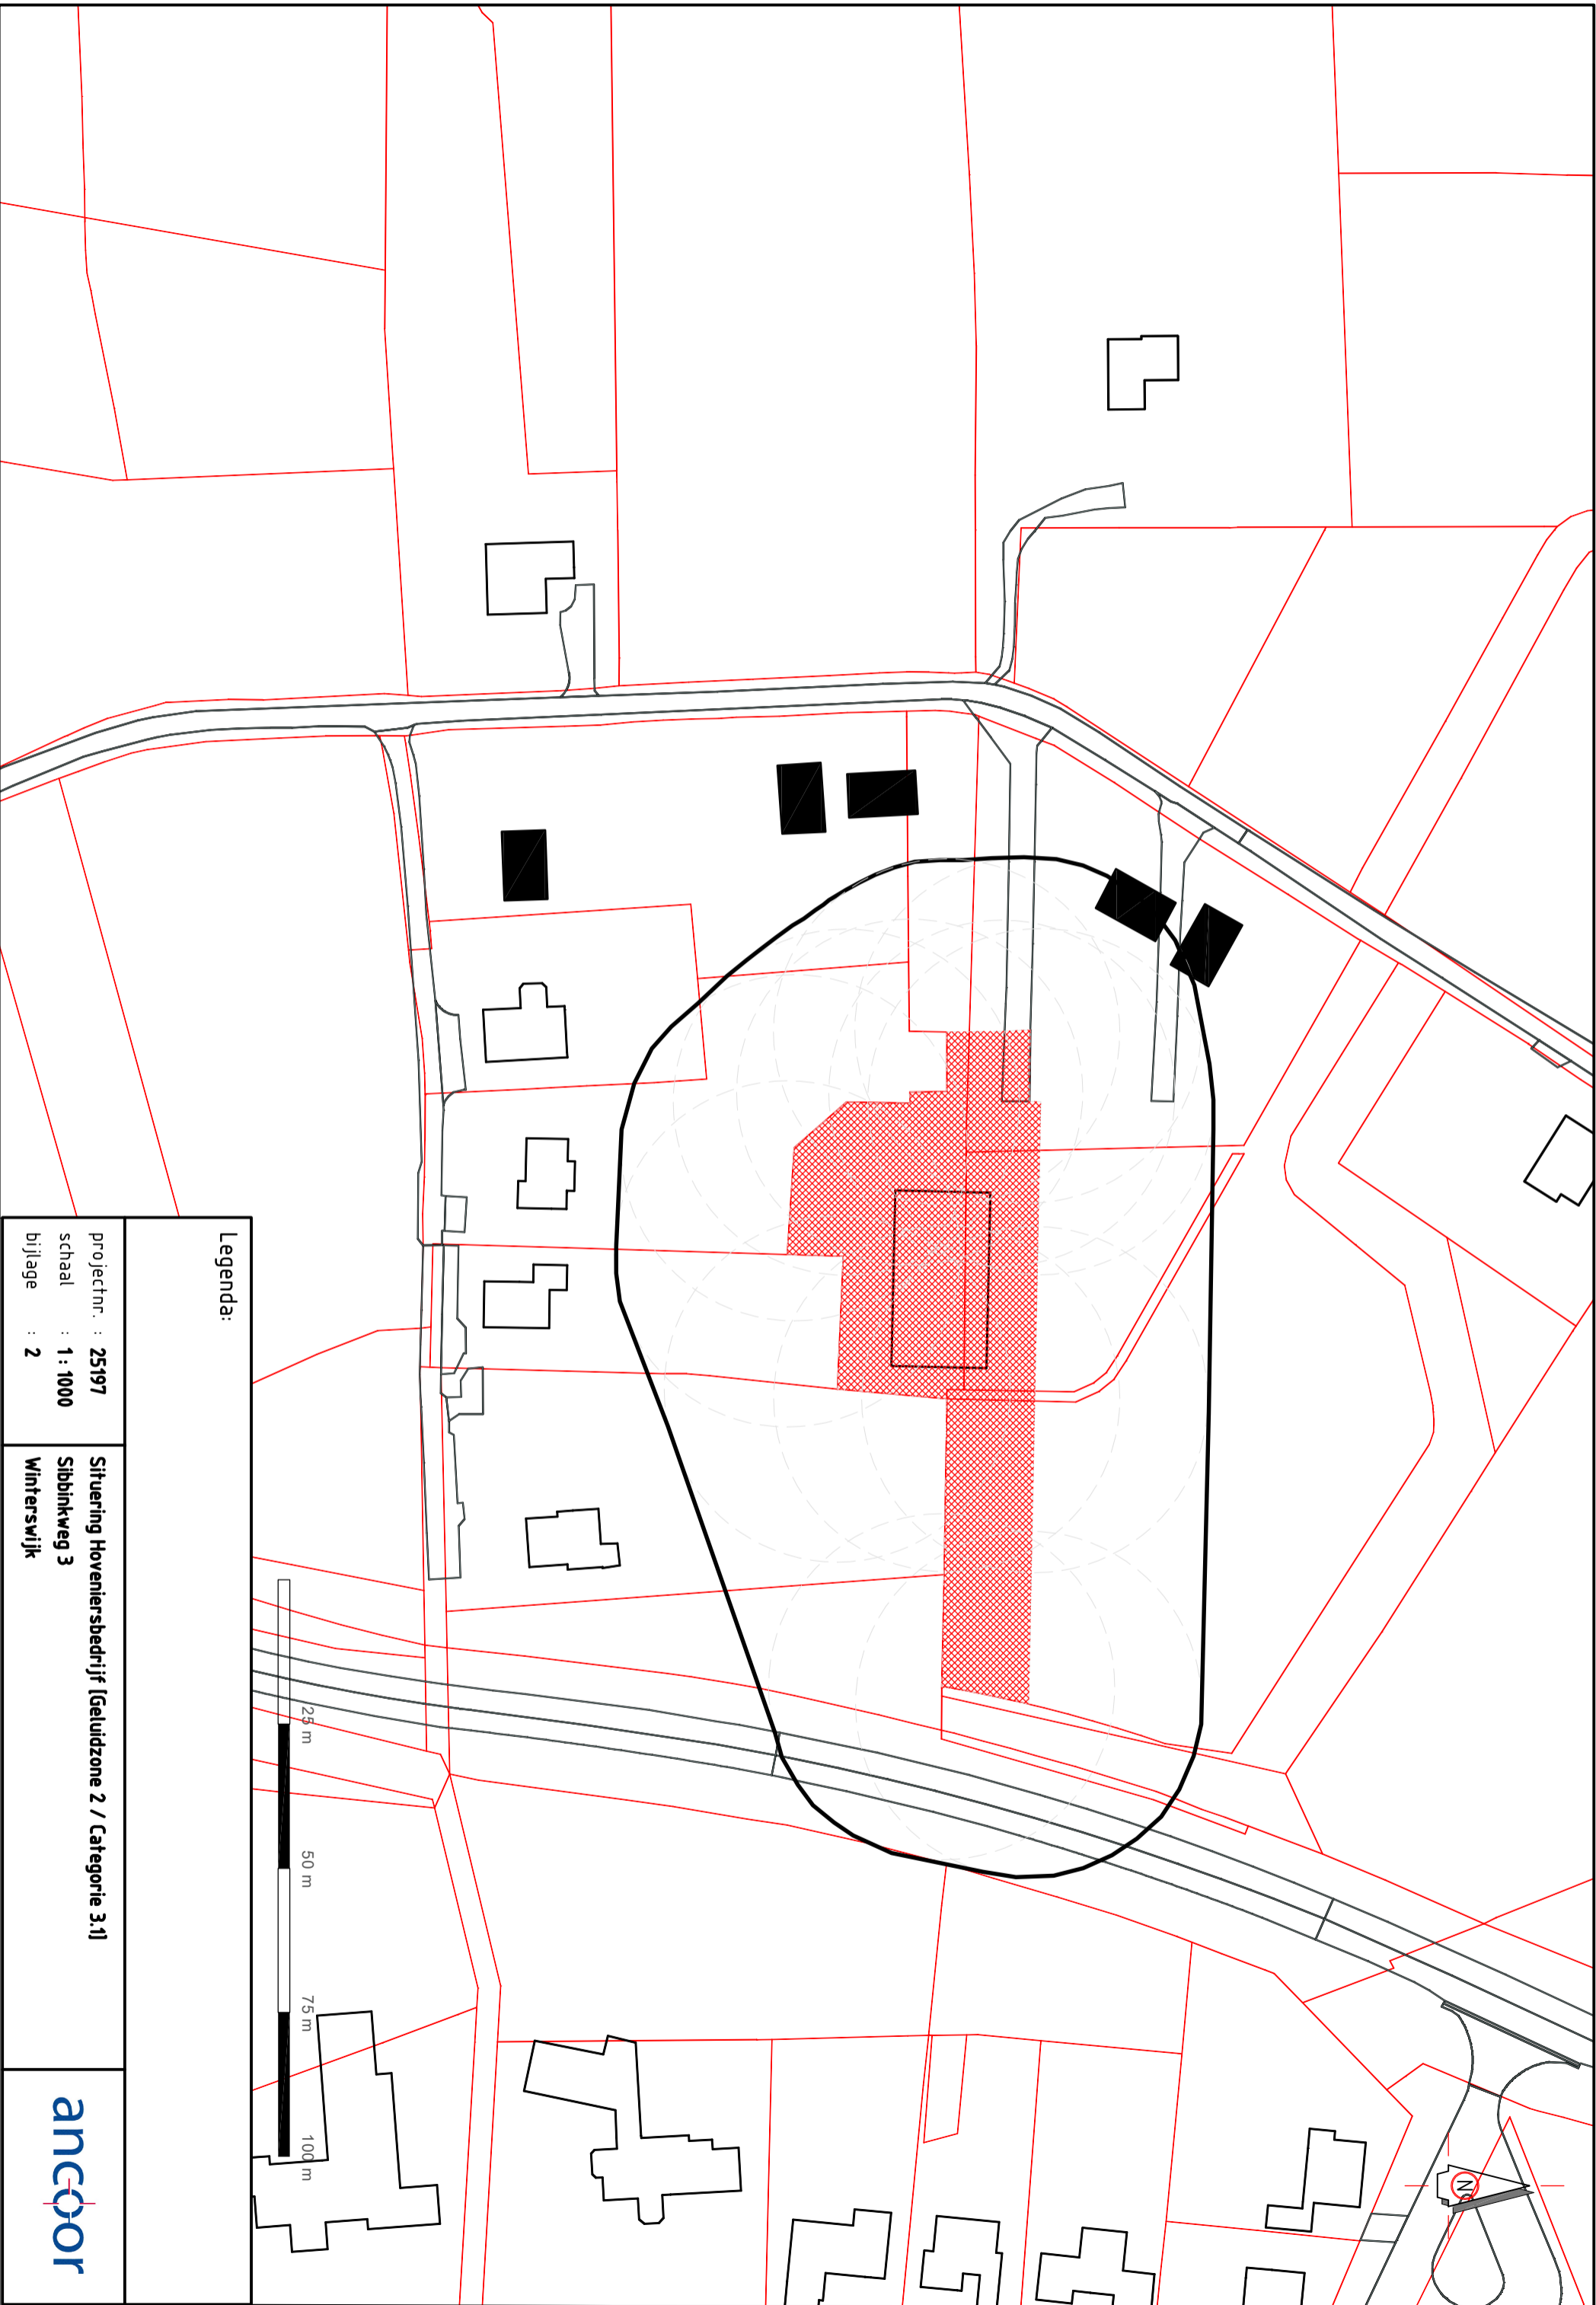 Legenda:
25 m 50 m 75 m 100 m
projectnr. : 25197
schaal : 1: 1000
bijlage : 2
Situering Hoveniersbedrijf [Geluidzone 2 / Categorie 3.1]
Sibbinkweg 3
Winterswijk
ancoor
N